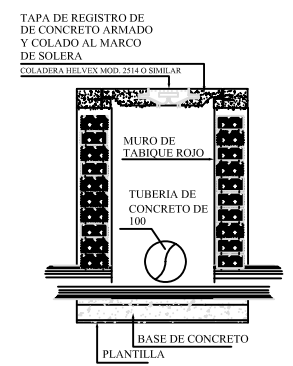 TAPA DE REGISTRO DE
DE CONCRETO ARMADO
Y COLADO AL MARCO
DE SOLERA
COLADERA HELVEX MOD. 2514 O SIMILAR
MURO DE
TABIQUE ROJO
TUBERIA DE
CONCRETO DE
100
BASE DE CONCRETO
PLANTILLA